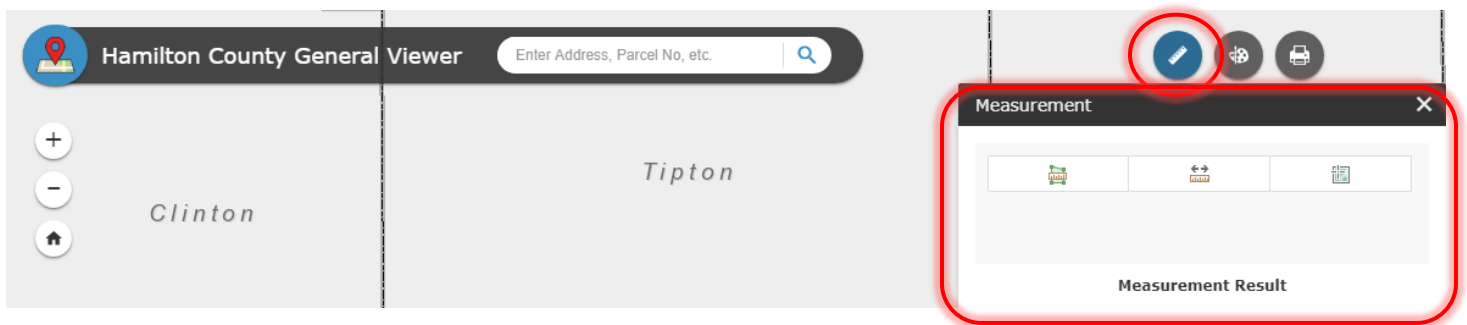 Hamilton County General Viewer
Enter Address, Parcel No, etc.
Measurement
Tipton
Clinton
Measurement Result